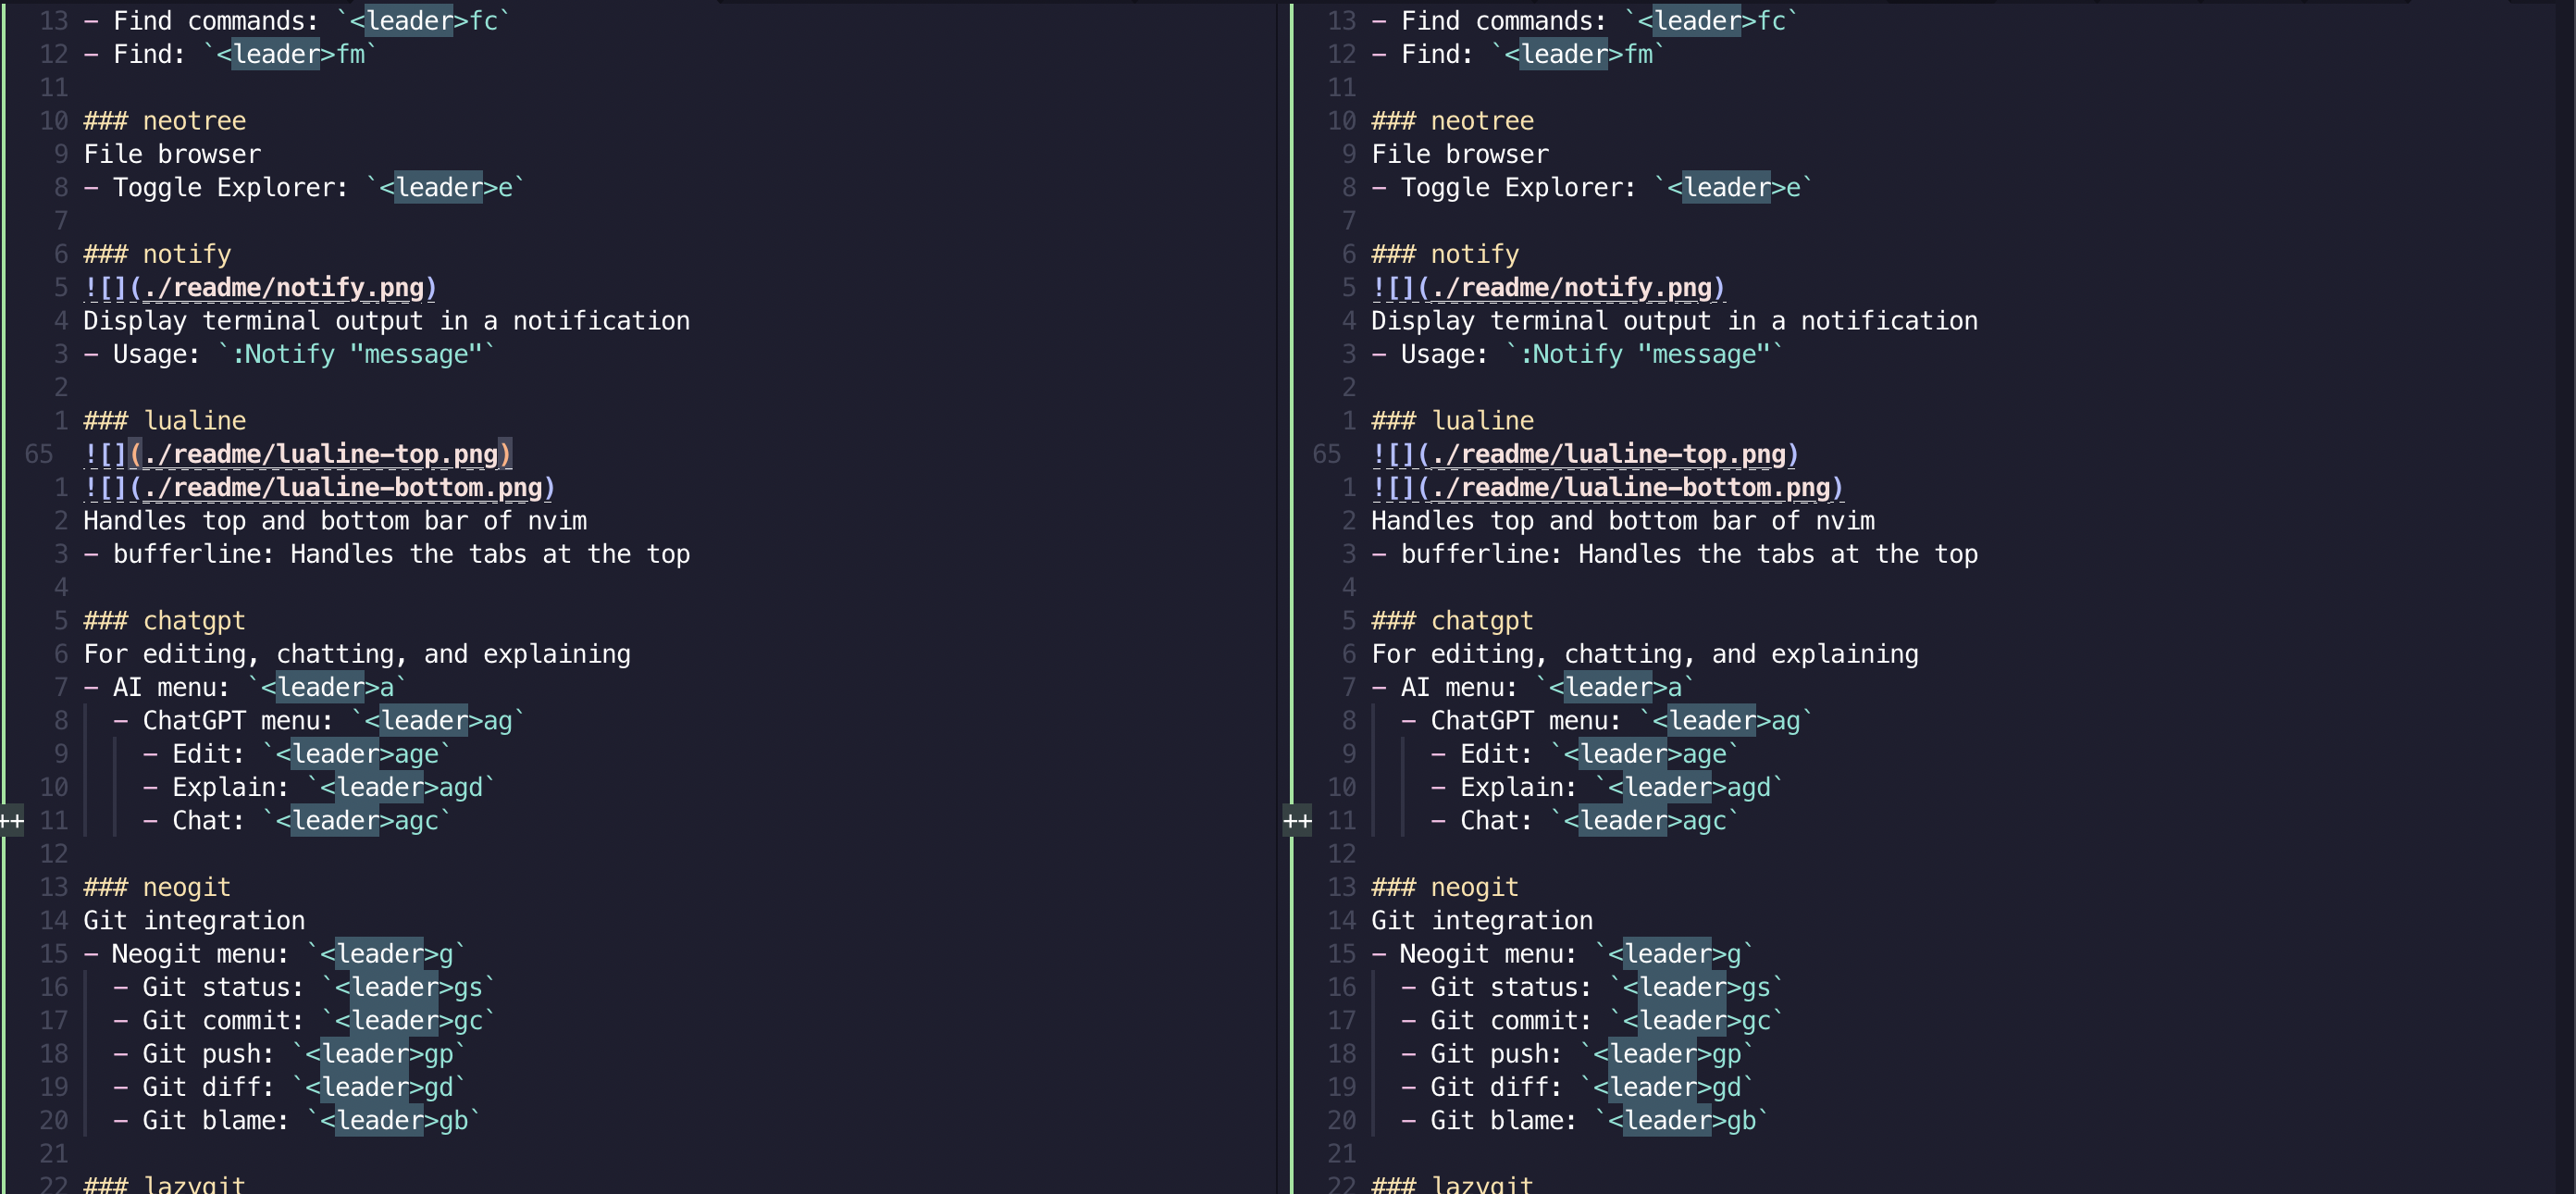 13 - Find commands: `<leader>fc`
12 - Find: `<leader>fm`
11
10 ### neotree
9 File browser
8 - Toggle Explorer: `<leader>e`
7
6 ### notify
5 ![](./readme/notify.png)
4 Display terminal output in a notification
3 - Usage: `:Notify "message"`
2
1 ### lualine
65 ![](./readme/lualine-top.png)
1 ![](./readme/lualine-bottom.png)
2 Handles top and bottom bar of nvim
3 - bufferline: Handles the tabs at the top
4
5 ### chatgpt
6 For editing, chatting, and explaining
7 - AI menu: `<leader>a`
8 - ChatGPT menu: `<leader>ag`
9 - Edit: `<leader>age`
10 - Explain: `<leader>agd`
++ 11 - Chat: `<leader>agc`
12
13 ### neogit
14 Git integration
15 - Neogit menu: `<leader>g`
16 - Git status: `<leader>gs`
17 - Git commit: `<leader>gc`
18 - Git push: `<leader>gp`
19 - Git diff: `<leader>gd`
20 - Git blame: `<leader>gb`
21
22 ### lazygit
13 - Find commands: `<leader>fc`
12 - Find: `<leader>fm`
11
10 ### neotree
9 File browser
8 - Toggle Explorer: `<leader>e`
7
6 ### notify
5 ![](./readme/notify.png)
4 Display terminal output in a notification
3 - Usage: `:Notify "message"`
2
1 ### lualine
65 ![](./readme/lualine-top.png)
1 ![](./readme/lualine-bottom.png)
2 Handles top and bottom bar of nvim
3 - bufferline: Handles the tabs at the top
4
5 ### chatgpt
6 For editing, chatting, and explaining
7 - AI menu: `<leader>a`
8 - ChatGPT menu: `<leader>ag`
9 - Edit: `<leader>age`
10 - Explain: `<leader>agd`
++ 11 - Chat: `<leader>agc`
12
13 ### neogit
14 Git integration
15 - Neogit menu: `<leader>g`
16 - Git status: `<leader>gs`
17 - Git commit: `<leader>gc`
18 - Git push: `<leader>gp`
19 - Git diff: `<leader>gd`
20 - Git blame: `<leader>gb`
21
22 ### lazygit